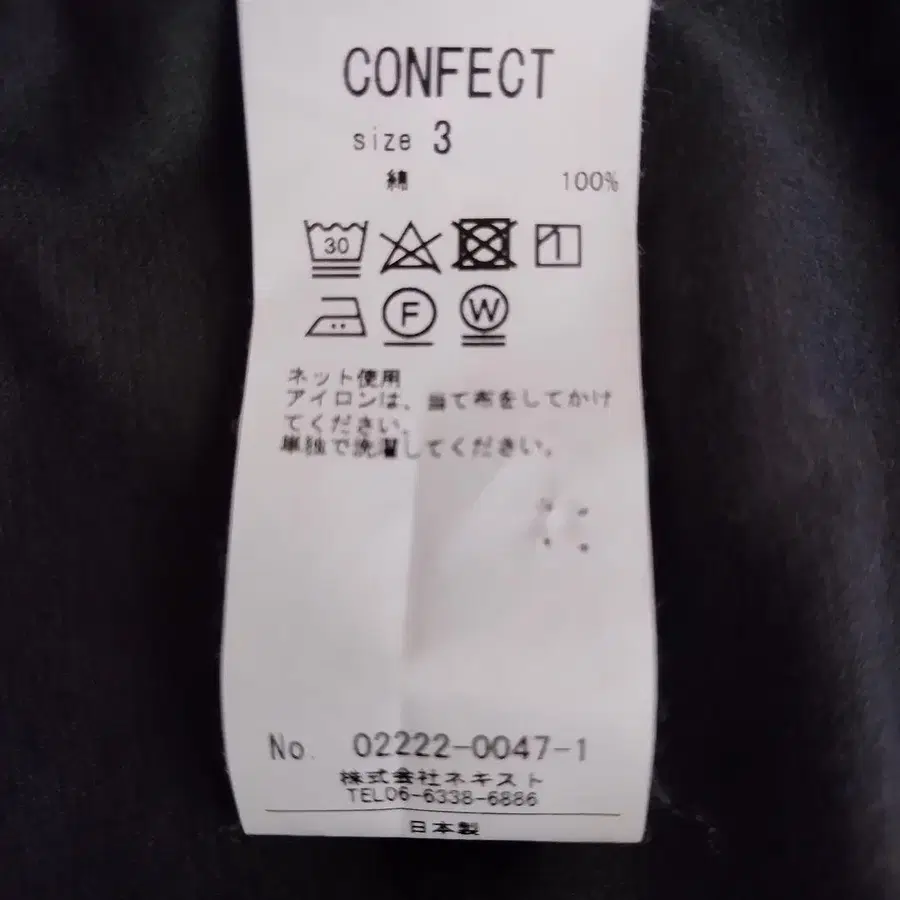 CONFECT
size 3
綿 100%
30
F W
ネット使用
アイロンは、当て布をしてかけ
てください。
単独で洗濯してください。
No. 02222-0047-1
株式会社ネキスト
TEL06-6338-6886
日本製